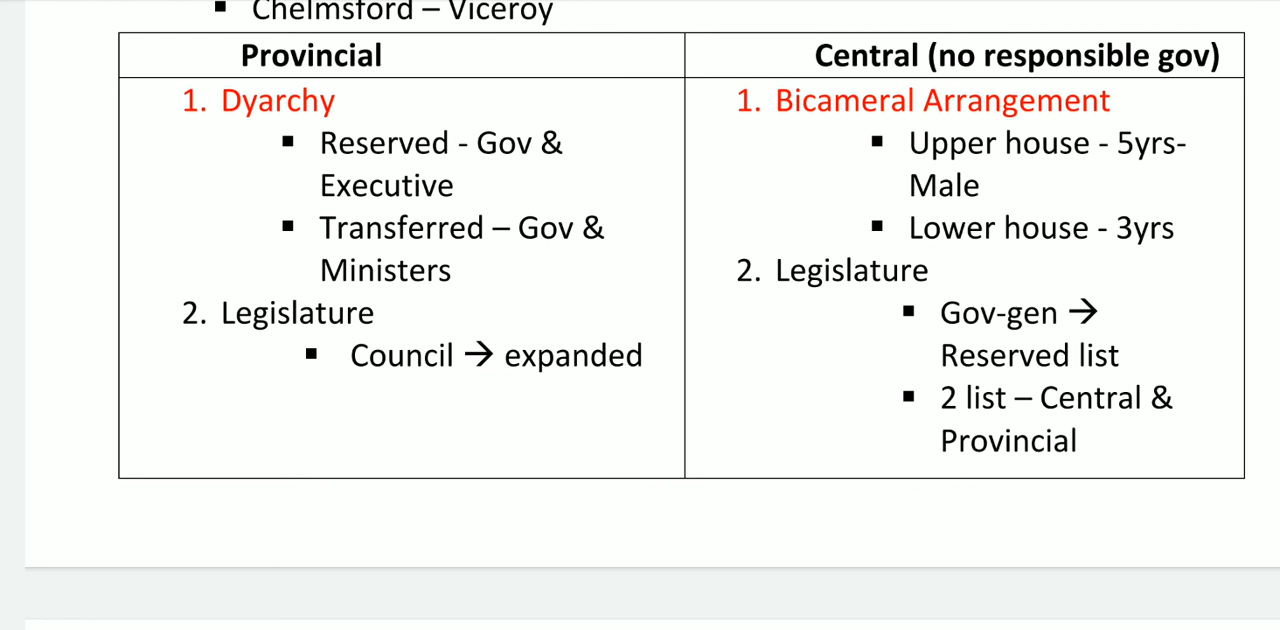 ▪ Chelmsford – Viceroy
Provincial
1. Dyarchy
▪ Reserved - Gov &
Executive
▪ Transferred – Gov &
Ministers
2. Legislature
▪ Council → expanded
Central (no responsible gov)
1. Bicameral Arrangement
▪ Upper house - 5yrs-
Male
▪ Lower house - 3yrs
2. Legislature
▪ Gov-gen →
Reserved list
▪ 2 list – Central &
Provincial